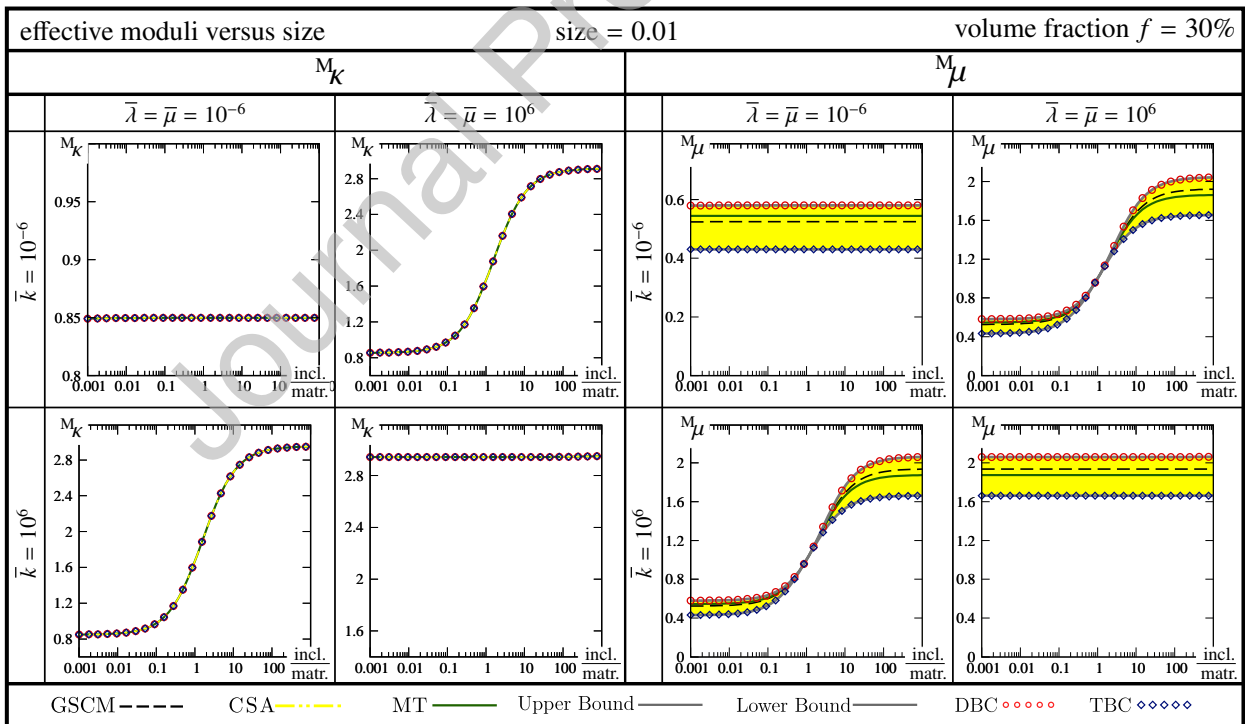 effective moduli versus size size = 0.01 volume fraction f = 30%
ᴹκ ᴹμ
λ̅ = μ̅ = 10⁻⁶ λ̅ = μ̅ = 10⁶ λ̅ = μ̅ = 10⁻⁶ λ̅ = μ̅ = 10⁶
k̅ = 10⁻⁶
ᴹκ
1
0.95
0.9
0.85
0.8
0.001 0.01 0.1 1 10 100 incl.
matr.
ᴹκ
2.8
2.4
2
1.6
1.2
0.8
0.001 0.01 0.1 1 10 100 incl.
matr.
k̅ = 10⁻⁶
ᴹμ
0.6
0.4
0.2
0
0.001 0.01 0.1 1 10 100 incl.
matr.
ᴹμ
2
1.6
1.2
0.8
0.4
0
0.001 0.01 0.1 1 10 100 incl.
matr.
k̅ = 10⁶
ᴹκ
2.8
2.4
2
1.6
1.2
0.8
0.001 0.01 0.1 1 10 100 incl.
matr.
ᴹκ
2.8
2.4
2
1.6
0.001 0.01 0.1 1 10 100 incl.
matr.
k̅ = 10⁶
ᴹμ
2
1.6
1.2
0.8
0.4
0
0.001 0.01 0.1 1 10 100 incl.
matr.
ᴹμ
2
1.6
1.2
0.8
0.4
0
0.001 0.01 0.1 1 10 100 incl.
matr.
GSCM CSA MT Upper Bound Lower Bound DBC TBC
Journal Pr